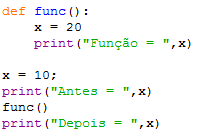 def func():
    x = 20
    print("Função = ",x)

x = 10;
print("Antes = ",x)
func()
print("Depois = ",x)